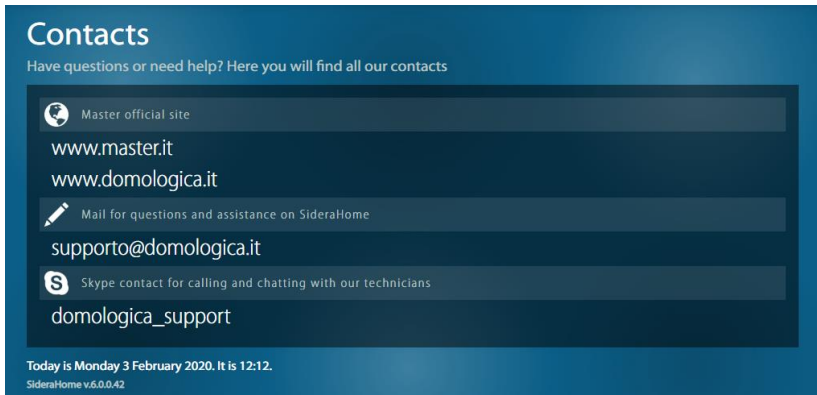 Contacts
Have questions or need help? Here you will find all our contacts
Master official site
www.master.it
www.domologica.it
Mail for questions and assistance on SideraHome
supporto@domologica.it
Skype contact for calling and chatting with our technicians
domologica_support
Today is Monday 3 February 2020. It is 12:12.
SideraHome v.6.0.0.42